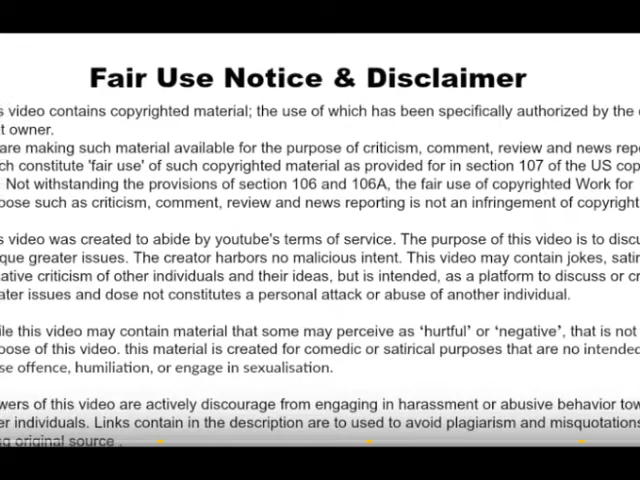 Fair Use Notice & Disclaimer
s video contains copyrighted material; the use of which has been specifically authorized by the
t owner.
are making such material available for the purpose of criticism, comment, review and news rep
ch constitute 'fair use' of such copyrighted material as provided for in section 107 of the US cop
Not withstanding the provisions of section 106 and 106A, the fair use of copyrighted Work for
pose such as criticism, comment, review and news reporting is not an infringement of copyright
s video was created to abide by youtube's terms of service. The purpose of this video is to discu
que greater issues. The creator harbors no malicious intent. This video may contain jokes, satir
ative criticism of other individuals and their ideas, but is intended, as a platform to discuss or cr
ater issues and dose not constitutes a personal attack or abuse of another individual.
ile this video may contain material that some may perceive as ‘hurtful’ or ‘negative’, that is not
pose of this video. this material is created for comedic or satirical purposes that are no intended
se offence, humiliation, or engage in sexualisation.
wers of this video are actively discourage from engaging in harassment or abusive behavior tow
er individuals. Links contain in the description are to used to avoid plagiarism and misquotations
original source .